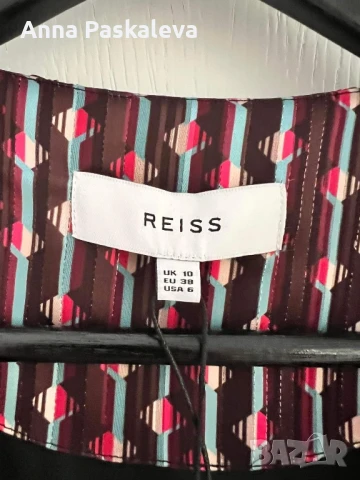 Anna Paskaleva
REISS
UK 10
EU 38
USA 6
BAZAR